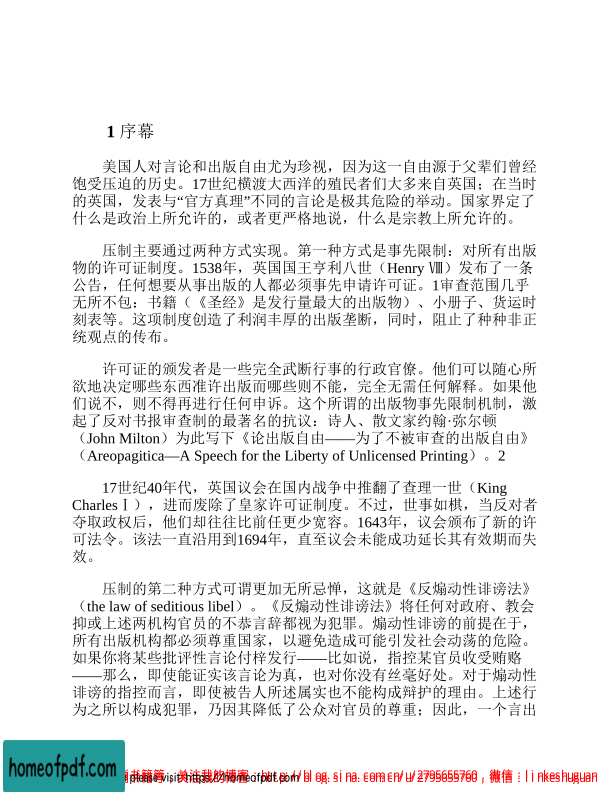 1 序幕
美国人对言论和出版自由尤为珍视，因为这一自由源于父辈们曾经
饱受压迫的历史。17世纪横渡大西洋的殖民者们大多来自英国；在当时
的英国，发表与“官方真理”不同的言论是极其危险的举动。国家界定了
什么是政治上所允许的，或者更严格地说，什么是宗教上所允许的。
压制主要通过两种方式实现。第一种方式是事先限制：对所有出版
物的许可证制度。1538年，英国国王亨利八世（Henry Ⅷ）发布了一条
公告，任何想要从事出版的人都必须事先申请许可证。1审查范围几乎
无所不包：书籍（《圣经》是发行量最大的出版物）、小册子、货运时
刻表等。这项制度创造了利润丰厚的出版垄断，同时，阻止了种种非正
统观点的传布。
许可证的颁发者是一些完全武断行事的行政官僚。他们可以随心所
欲地决定哪些东西准许出版而哪些则不能，完全无需任何解释。如果他
们说不，则不得再进行任何申诉。这个所谓的出版物事先限制机制，激
起了反对书报审查制的最著名的抗议：诗人、散文家约翰·弥尔顿
（John Milton）为此写下《论出版自由——为了不被审查的出版自由》
（Areopagitica—A Speech for the Liberty of Unlicensed Printing）。2
17世纪40年代，英国议会在国内战争中推翻了查理一世（King
CharlesⅠ），进而废除了皇家许可证制度。不过，世事如棋，当反对者
夺取政权后，他们却往往比前任更少宽容。1643年，议会颁布了新的许
可法令。该法一直沿用到1694年，直至议会未能成功延长其有效期而失
效。
压制的第二种方式可谓更加无所忌惮，这就是《反煽动性诽谤法》
（the law of seditious libel）。《反煽动性诽谤法》将任何对政府、教会
抑或上述两机构官员的不恭言辞都视为犯罪。煽动性诽谤的前提在于，
所有出版机构都必须尊重国家，以避免造成可能引发社会动荡的危险。
如果你将某些批评性言论付梓发行——比如说，指控某官员收受贿赂
——那么，即使能证实该言论为真，也对你没有丝毫好处。对于煽动性
诽谤的指控而言，即使被告人所述属实也不能构成辩护的理由。上述行
为之所以构成犯罪，乃因其降低了公众对官员的尊重；因此，一个言出
homeofpdf.com
please visit: https://homeofpdf.com
关注我的博客：http://blog.sina.com.cn/u/2795655760，微信：linkeshuguan